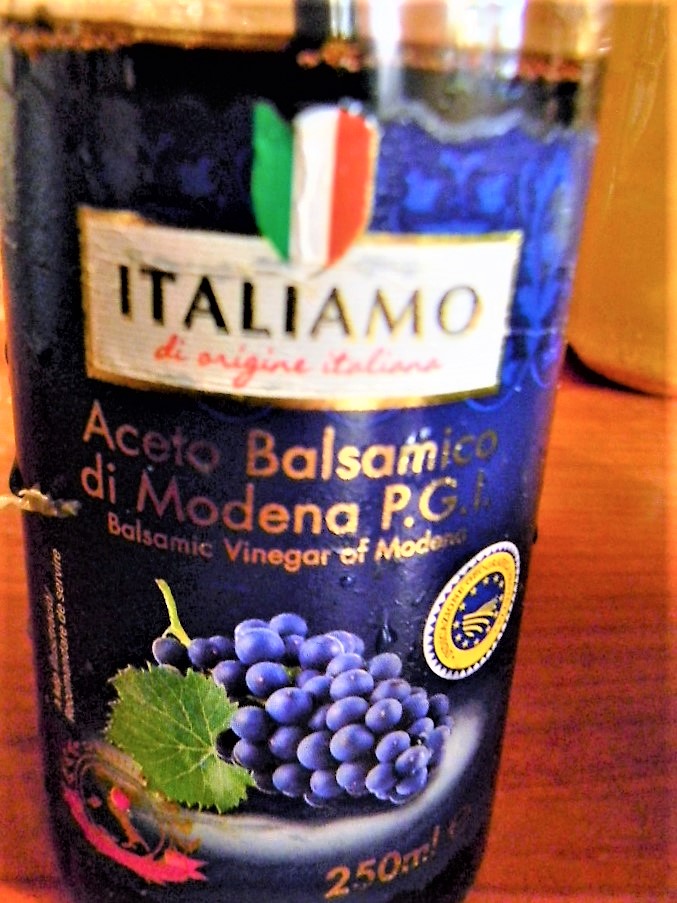 ITALIAMO
di origine italiana
Aceto Balsamico
di Modena P.G.I.
Balsamic Vinegar of Modena
250ml e